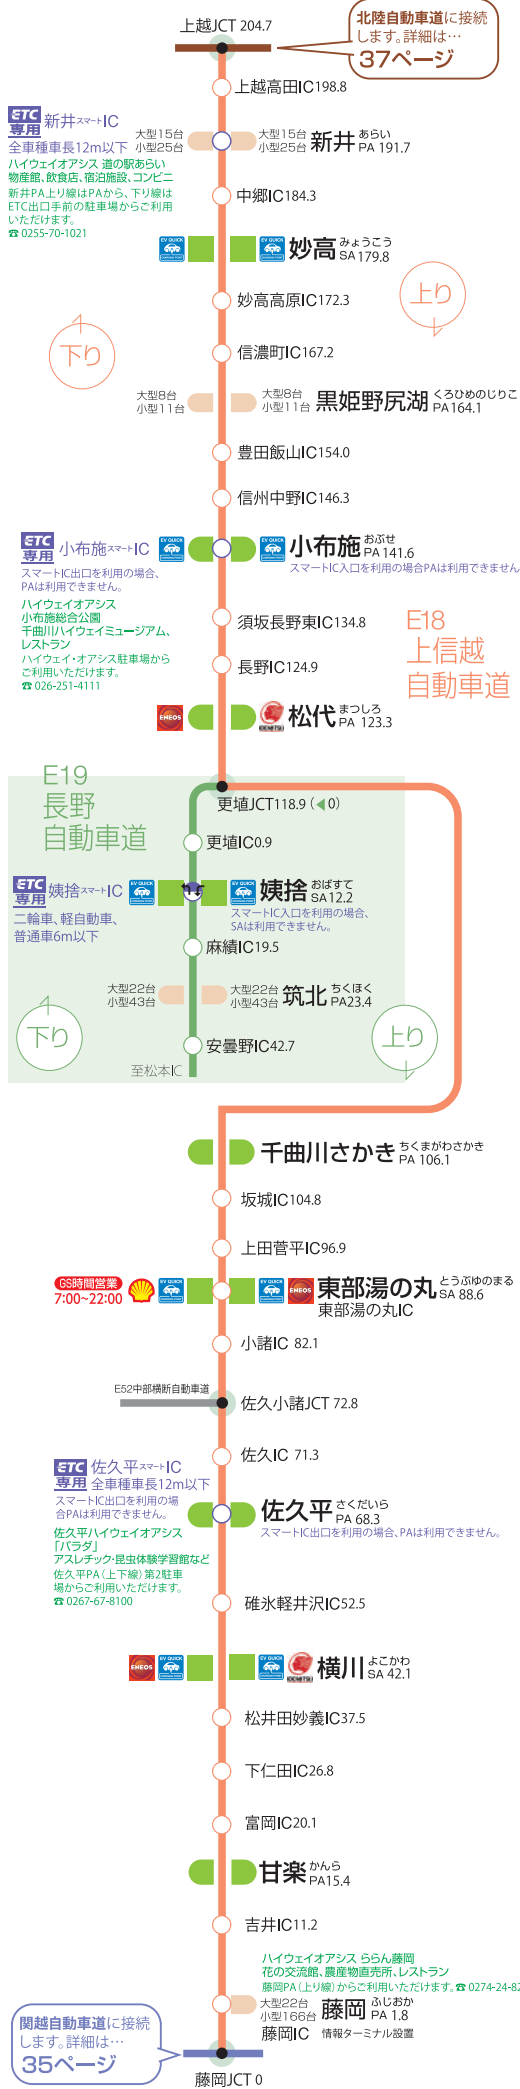 上越JCT 204.7
北陸自動車道に接続
します。詳細は…
37ページ
上越高田IC198.8
ETC
専用
新井スマートIC
全車種車長12m以下
ハイウェイオアシス 道の駅あらい
物産館、飲食店、宿泊施設、コンビニ
新井PA上り線はPAから、下り線は
ETC出口手前の駐車場からご利用
いただけます。
☎ 0255-70-1021
大型15台
小型25台
大型15台
小型25台
新井 あらい
PA 191.7
中郷IC184.3
EV QUICK
EV QUICK
妙高 みょうこう
SA 179.8
妙高高原IC172.3
上り
下り
信濃町IC167.2
大型8台
小型11台
大型8台
小型11台
黒姫野尻湖 くろひめのじりこ
PA164.1
豊田飯山IC154.0
信州中野IC146.3
ETC
専用
小布施スマートIC
スマートIC出口を利用の場合、
PAは利用できません。
ハイウェイオアシス
小布施総合公園
千曲川ハイウェイミュージアム、
レストラン
ハイウェイ・オアシス駐車場から
ご利用いただけます。
☎ 026-251-4111
EV QUICK
EV QUICK
小布施 おぶせ
PA 141.6
スマートIC入口を利用の場合PAは利用できません
須坂長野東IC134.8
E18
上信越
自動車道
長野IC124.9
ENEOS
IDEMITSU
松代 まつしろ
PA 123.3
E19
長野
自動車道
更埴JCT118.9 (◀0)
更埴IC0.9
ETC
専用
姨捨スマートIC
二輪車、軽自動車、
普通車6m以下
EV QUICK
EV QUICK
姨捨 おばすて
SA12.2
スマートIC入口を利用の場合、
SAは利用できません。
麻績IC19.5
大型22台
小型43台
大型22台
小型43台
筑北 ちくほく
PA23.4
下り
上り
安曇野IC42.7
至松本IC
千曲川さかき ちくまがわさかき
PA 106.1
坂城IC104.8
上田菅平IC96.9
GS時間営業
7:00~22:00
EV QUICK
EV QUICK
ENEOS
東部湯の丸 とうぶゆのまる
SA 88.6
東部湯の丸IC
小諸IC 82.1
E52中部横断自動車道
佐久小諸JCT 72.8
佐久IC 71.3
ETC
専用
佐久平スマートIC
全車種車長12m以下
スマートIC出口を利用の場
合PAは利用できません。
佐久平ハイウェイオアシス
「パラダ」
アスレチック・昆虫体験学習館など
佐久平PA(上下線)第2駐車
場からご利用いただけます。
☎ 0267-67-8100
佐久平 さくだいら
PA 68.3
スマートIC出口を利用の場合、PAは利用できません。
碓氷軽井沢IC52.5
ENEOS
EV QUICK
EV QUICK
IDEMITSU
横川 よこかわ
SA 42.1
松井田妙義IC37.5
下仁田IC26.8
富岡IC20.1
甘楽 かんら
PA15.4
吉井IC11.2
ハイウェイオアシス ららん藤岡
花の交流館、農産物直売所、レストラン
藤岡PA(上り線)からご利用いただけます。☎ 0274-24-82
大型22台
小型166台
藤岡 ふじおか
PA 1.8
藤岡IC 情報ターミナル設置
関越自動車道に接続
します。詳細は…
35ページ
藤岡JCT 0